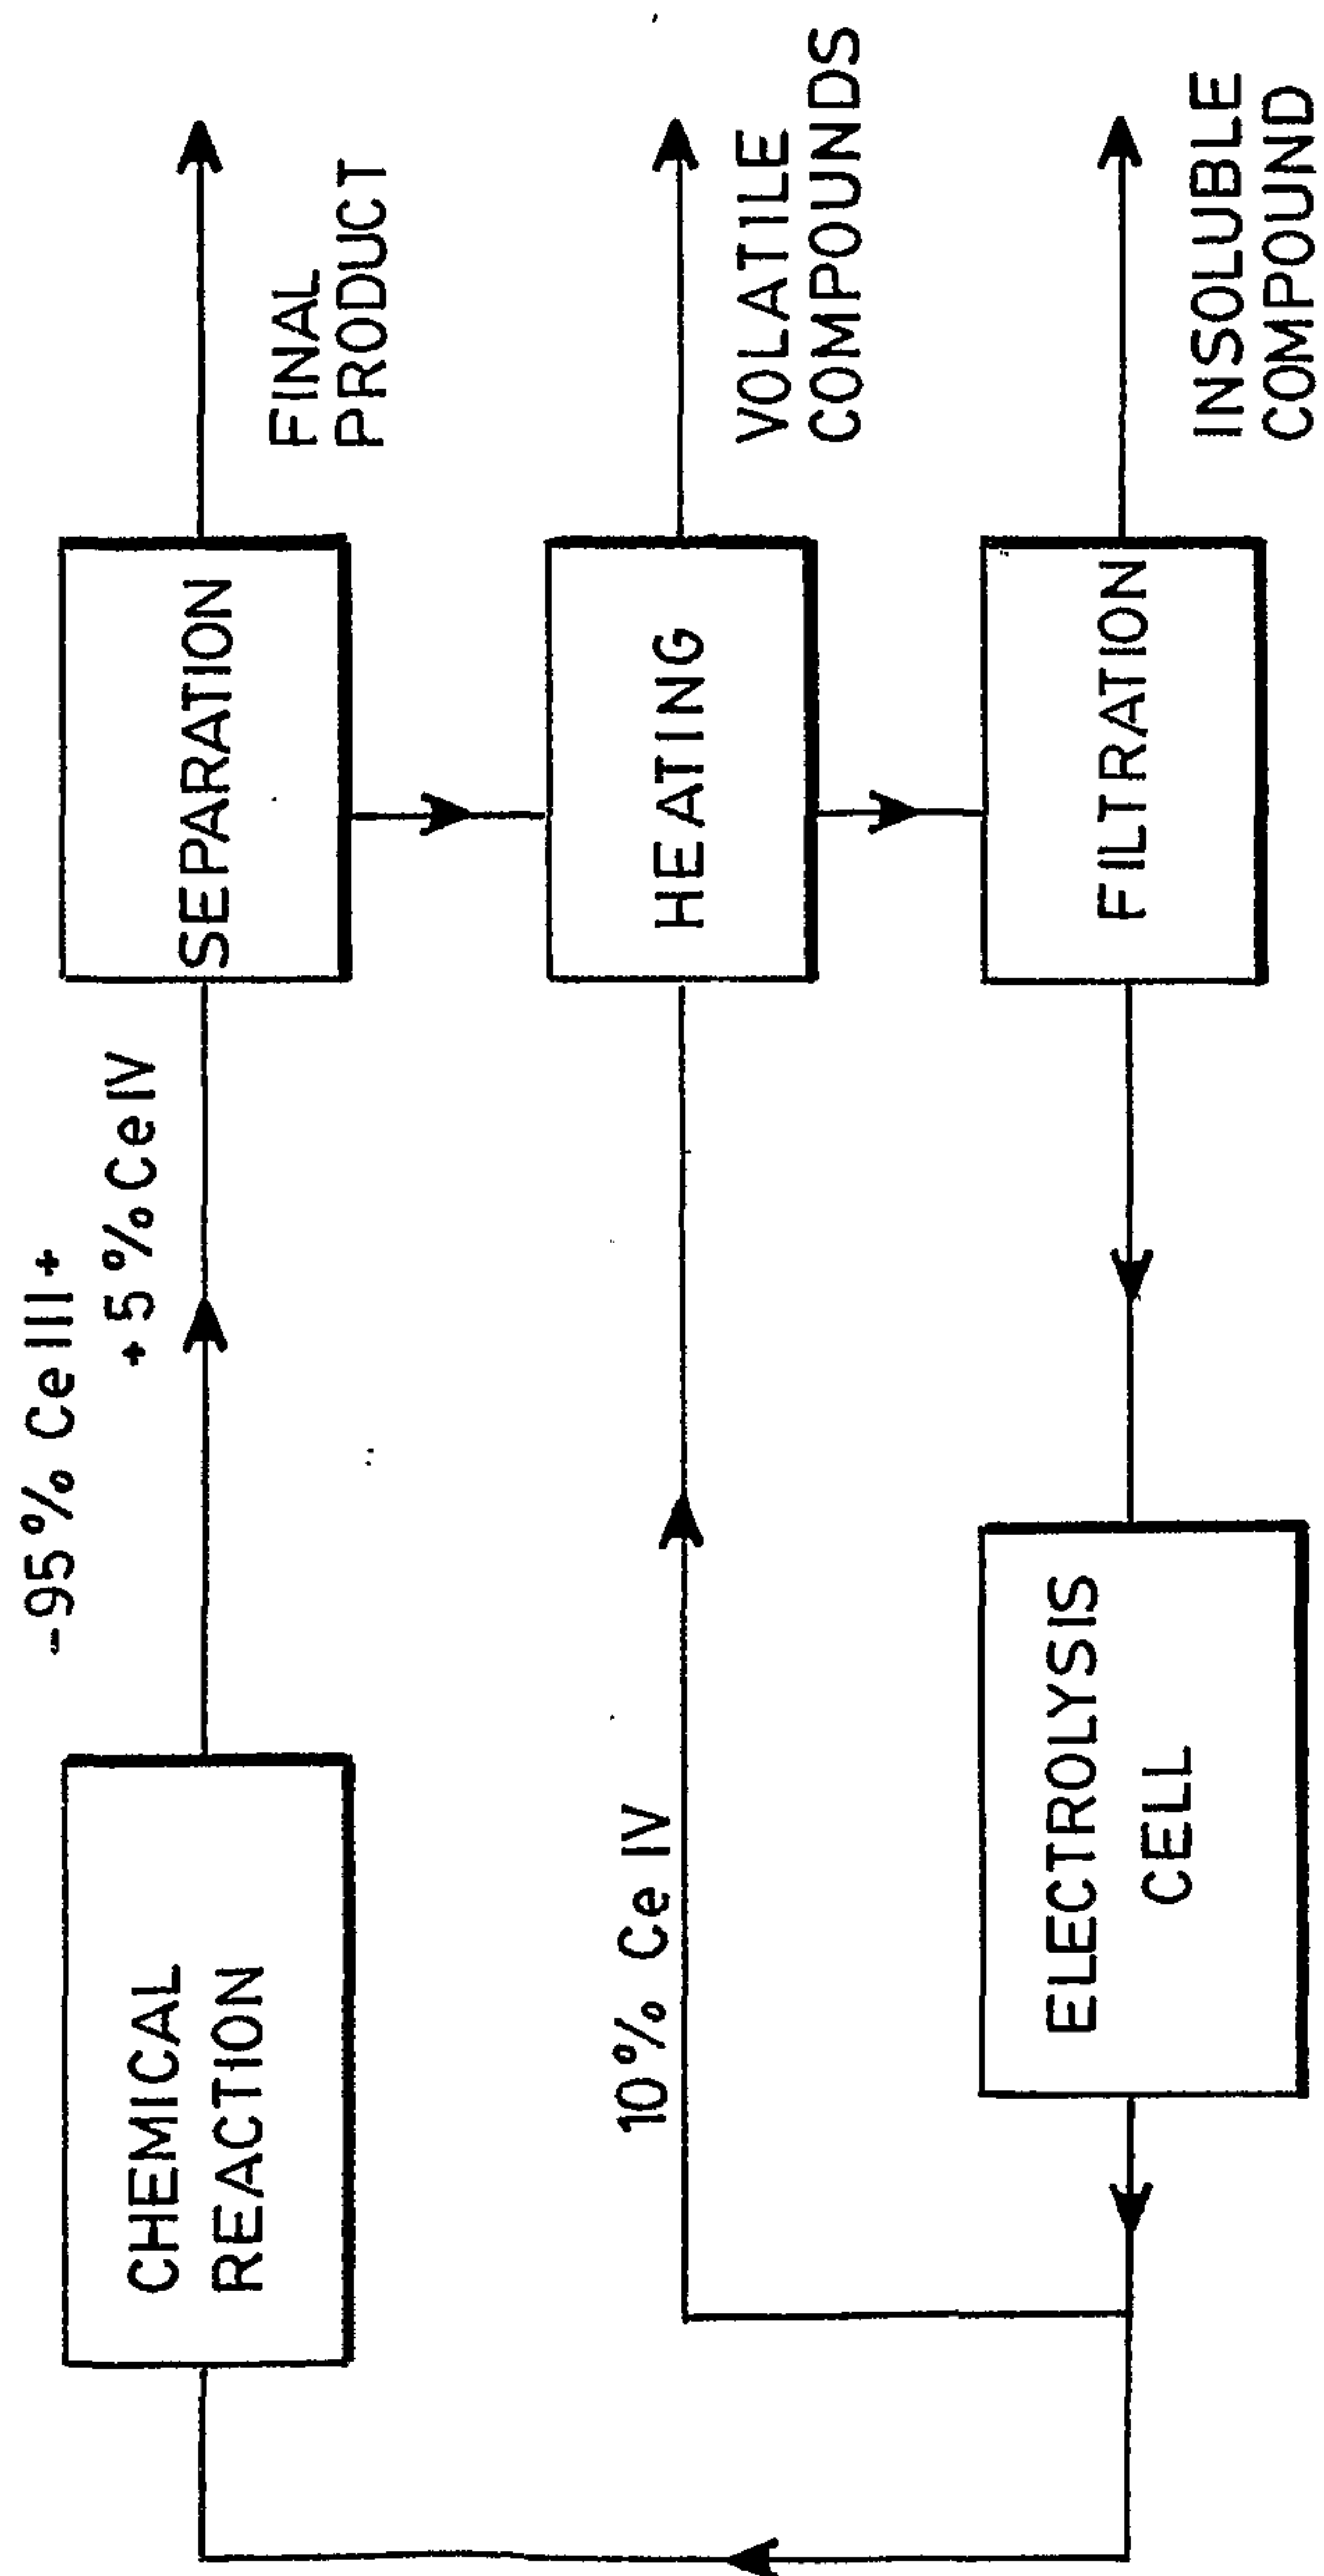 -95% Ce III+
+5% Ce IV
CHEMICAL
REACTION
SEPARATION
FINAL
PRODUCT
10% Ce IV
HEATING
VOLATILE
COMPOUNDS
ELECTROLYSIS
CELL
FILTRATION
INSOLUBLE
COMPOUND